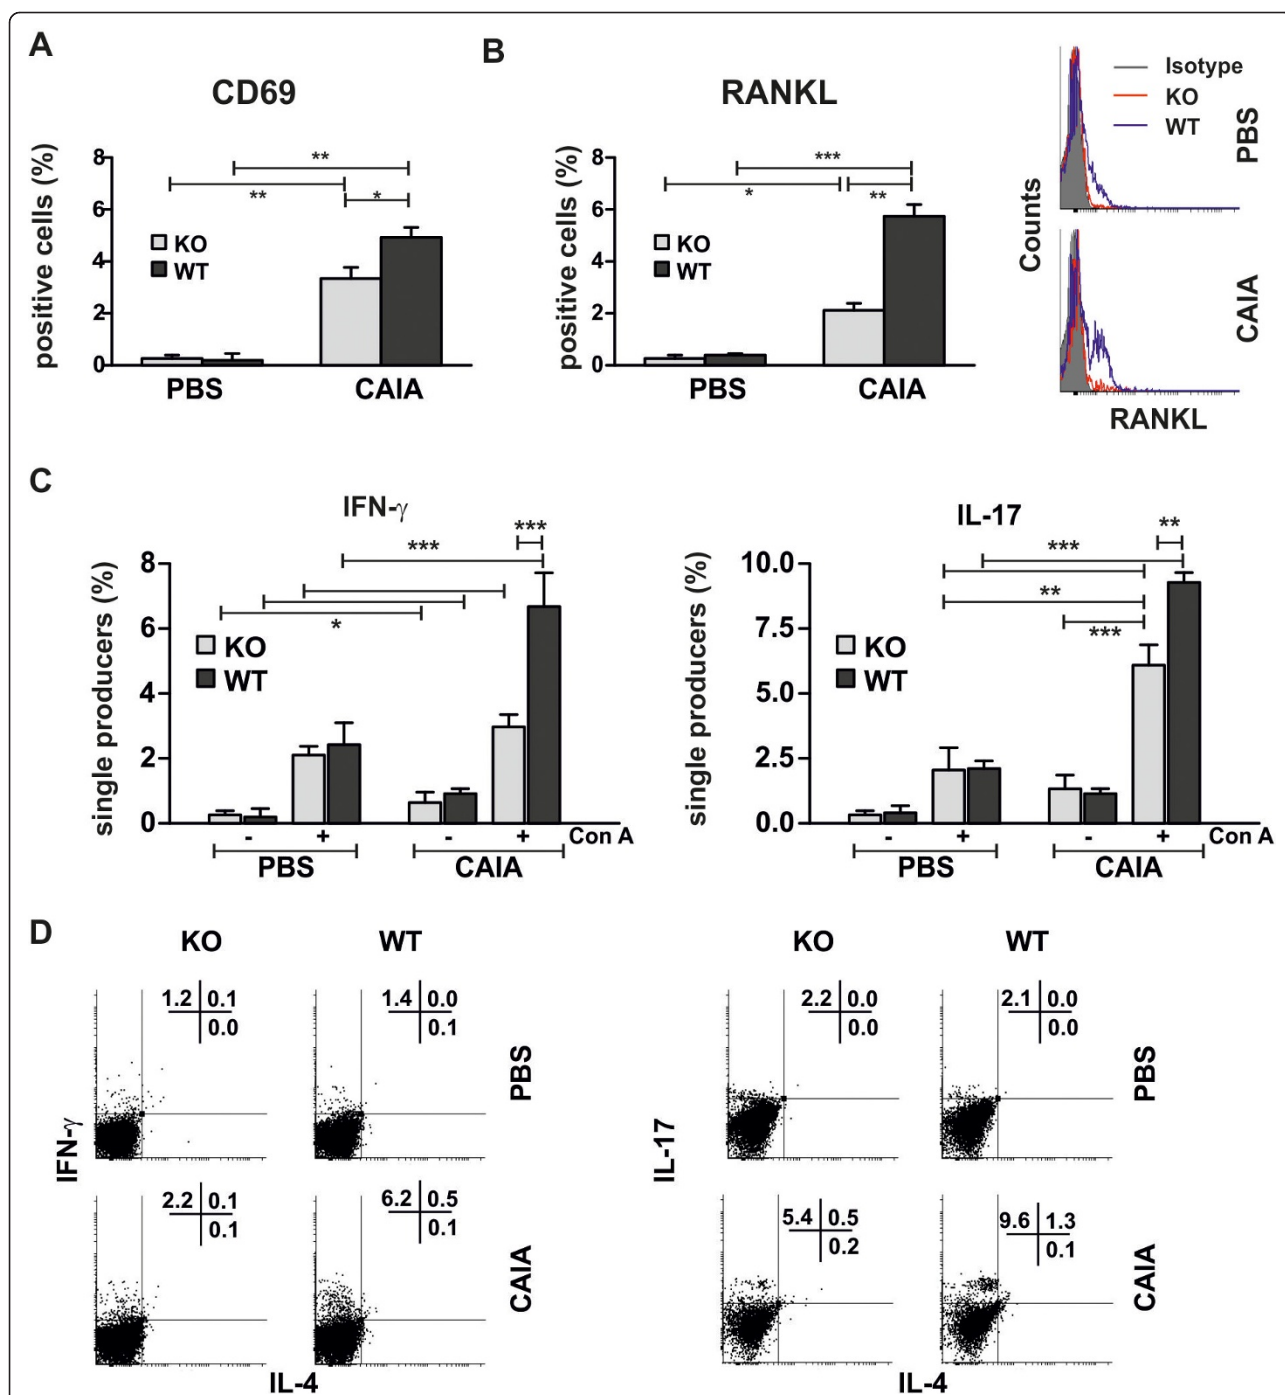 A
CD69
positive cells (%)
8
6
4
2
0
**
**
*
KO
WT
PBS CAIA
B
RANKL
positive cells (%)
8
6
4
2
0
***
*
**
KO
WT
PBS CAIA
Isotype
KO
WT
PBS
Counts
CAIA
RANKL
C
IFN-γ
single producers (%)
8
6
4
2
0
***
***
*
KO
WT
- + - + Con A
PBS CAIA
IL-17
single producers (%)
10.0
7.5
5.0
2.5
0.0
**
***
**
***
KO
WT
- + - + Con A
PBS CAIA
D
KO WT
1.2 0.1
0.0
1.4 0.0
0.1
PBS
IFN-γ
2.2 0.1
0.1
6.2 0.5
0.1
CAIA
IL-4
KO WT
2.2 0.0
0.0
2.1 0.0
0.0
PBS
IL-17
5.4 0.5
0.2
9.6 1.3
0.1
CAIA
IL-4